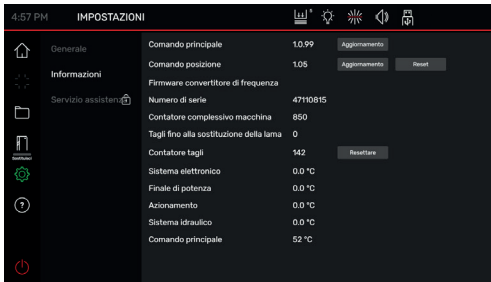 4:57 PM IMPOSTAZIONI
Generale
Informazioni
Servizio assistenza
Comando principale 1.0.99 Aggiornamento
Comando posizione 1.05 Aggiornamento Reset
Firmware convertitore di frequenza
Numero di serie 47110815
Contatore complessivo macchina 850
Tagli fino alla sostituzione della lama 0
Contatore tagli 142 Resettare
Sistema elettronico 0.0 °C
Finale di potenza 0.0 °C
Azionamento 0.0 °C
Sistema idraulico 0.0 °C
Comando principale 52 °C